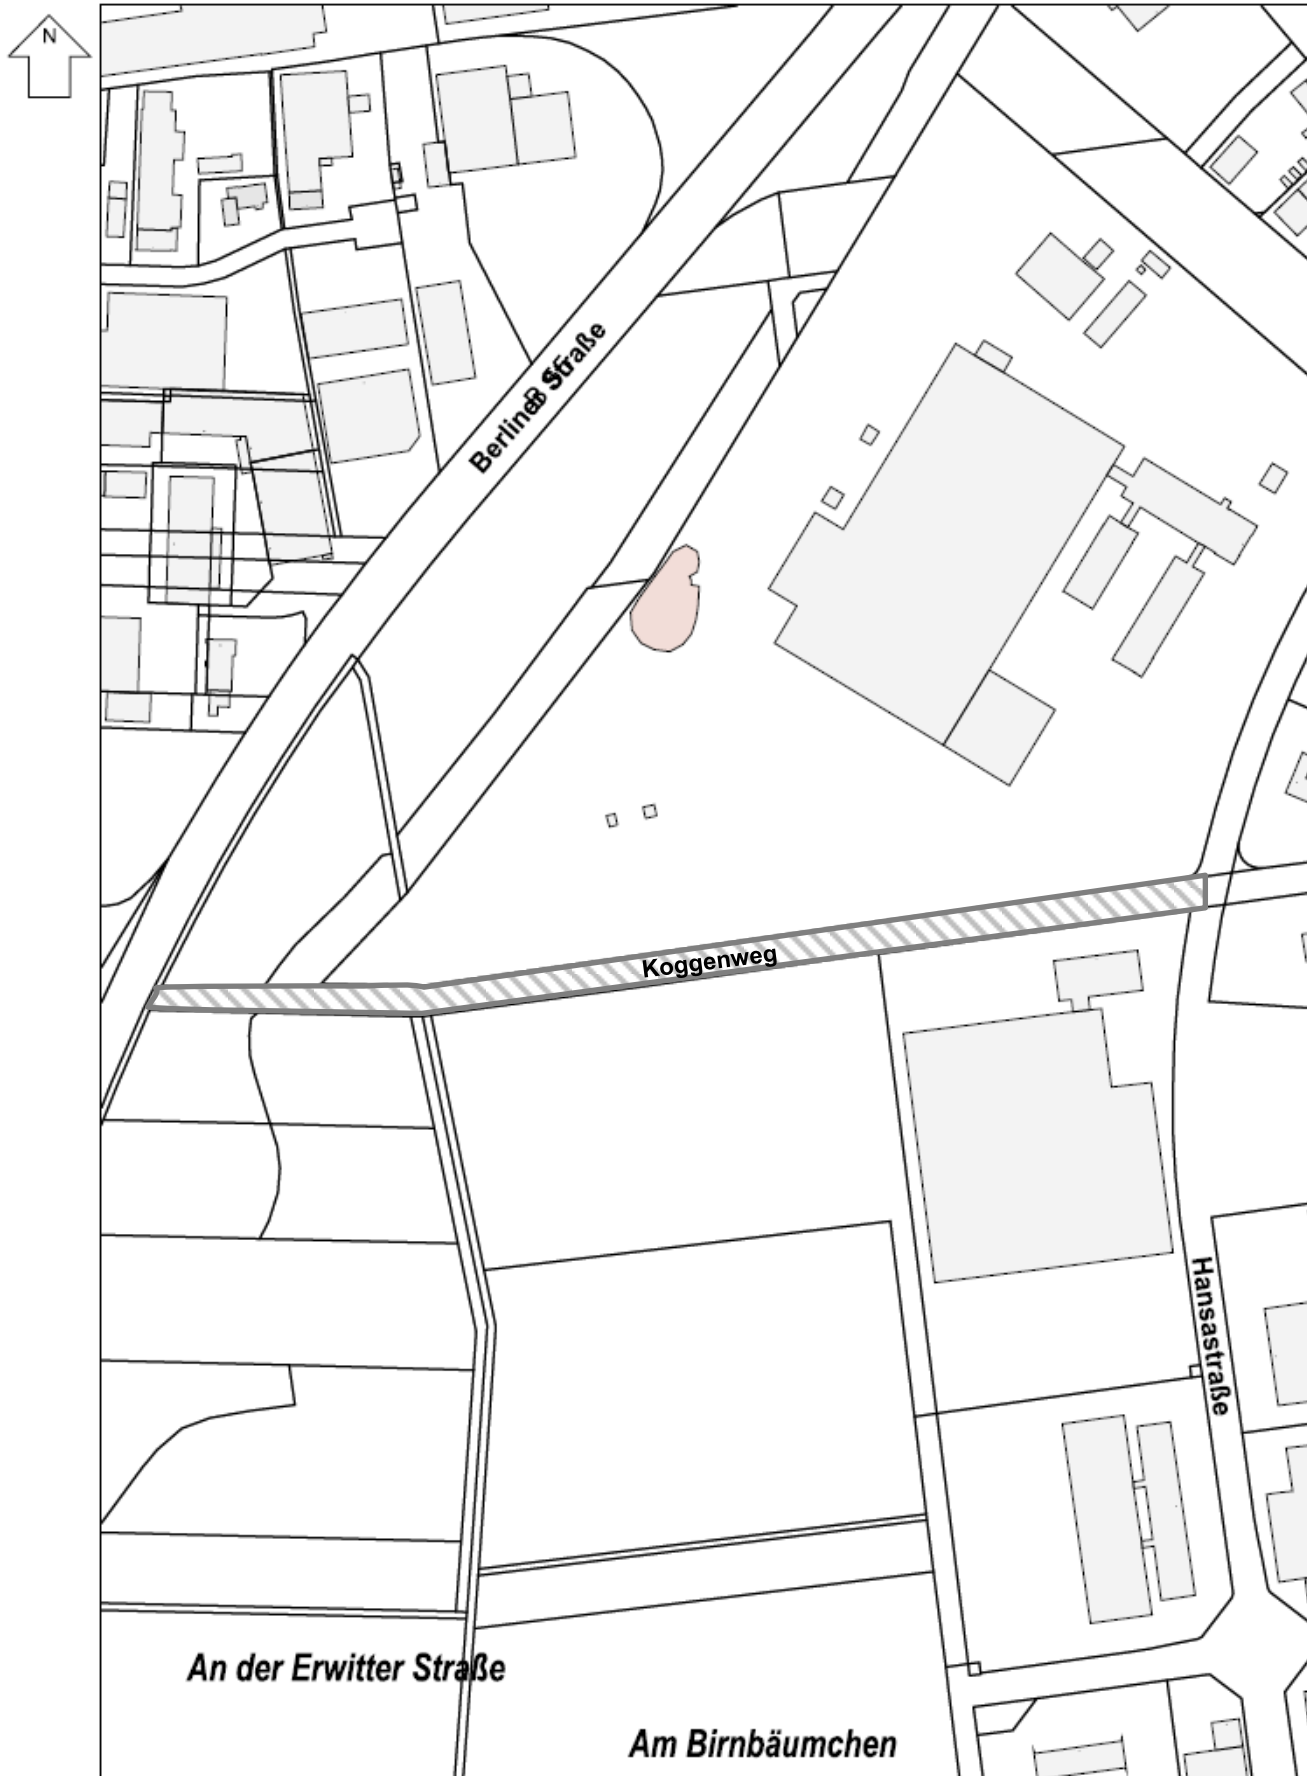 N
Berliner Straße
Koggenweg
Hansastraße
An der Erwitter Straße
Am Birnbäumchen